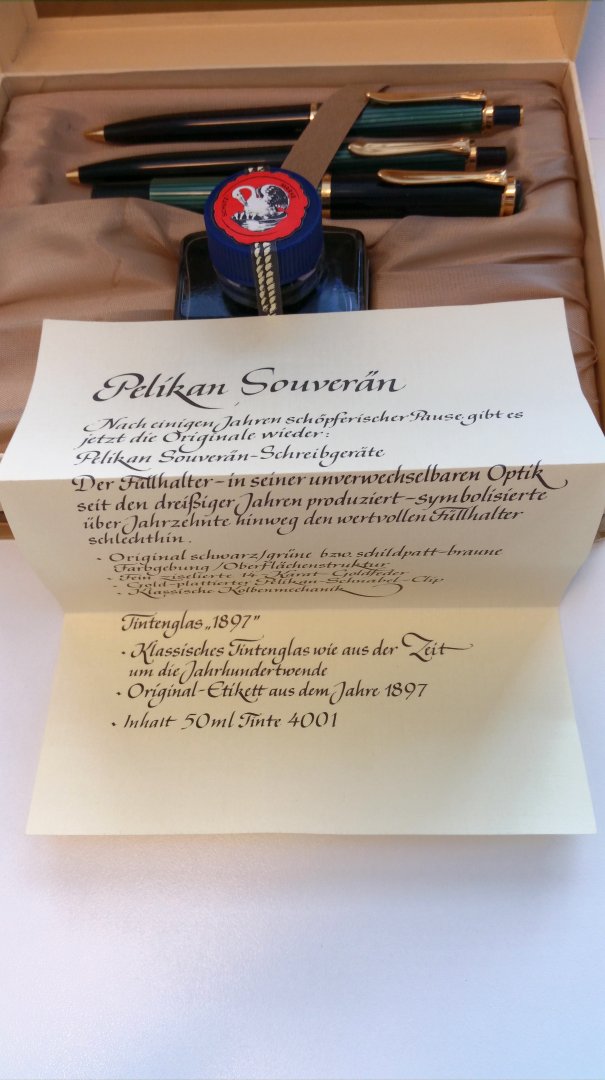 Pelikan Souverän
Nach einigen Jahren schöpferischer Pause gibt es
jetzt die Originale wieder:
Pelikan Souverän-Schreibgeräte
Der Füllhalter - in seiner unverwechselbaren Optik
seit den dreißiger Jahren produziert - symbolisierte
über Jahrzehnte hinweg den wertvollen Füllhalter
schlechthin.
• Original schwarz/grüne bzw. schildpatt-braune
Farbgebung/Oberflächenstruktur
• Fein ziselierte 14-Karat-Goldfeder
• Gold-plattierter Pelikan-Schnabel-Clip
• Klassische Kolbenmechanik
Tintenglas „1897"
• Klassisches Tintenglas wie aus der Zeit
um die Jahrhundertwende
• Original-Etikett aus dem Jahre 1897
• Inhalt 50ml Tinte 4001